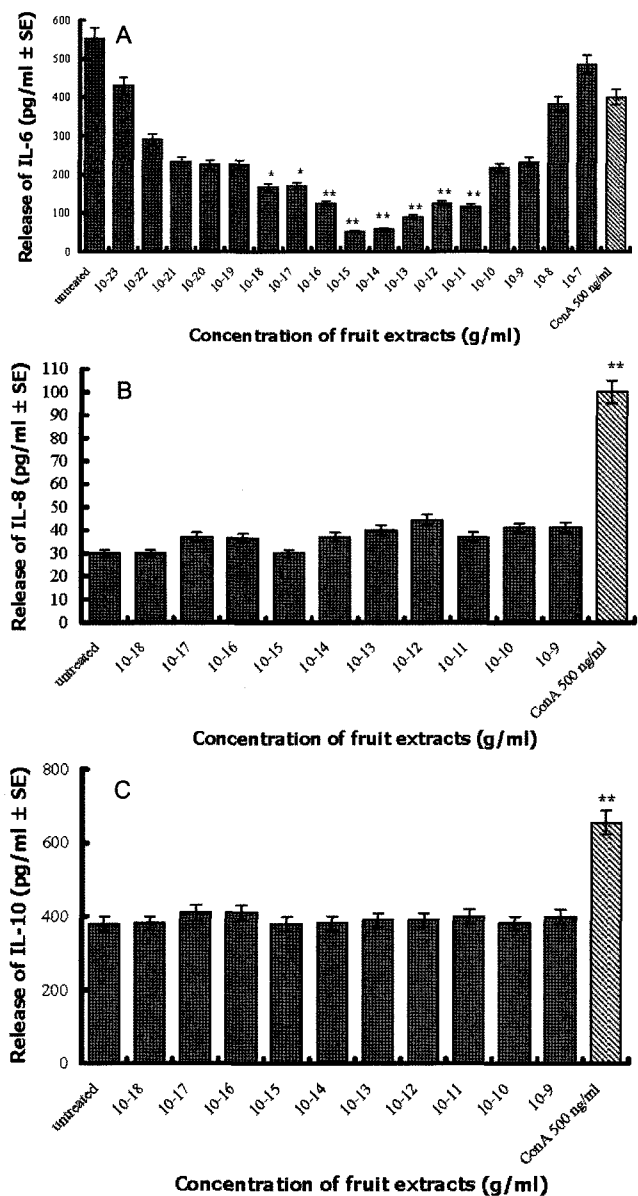 A
Release of IL-6 (pg/ml ± SE)
600
500
400
300
200
100
0
* * ** ** ** ** ** **
untreated 10-23 10-22 10-21 10-20 10-19 10-18 10-17 10-16 10-15 10-14 10-13 10-12 10-11 10-10 10-9 10-8 10-7 ConA 500 ng/ml
Concentration of fruit extracts (g/ml)
B
Release of IL-8 (pg/ml ± SE)
110
100
90
80
70
60
50
40
30
20
10
0
**
untreated 10-18 10-17 10-16 10-15 10-14 10-13 10-12 10-11 10-10 10-9 ConA 500 ng/ml
Concentration of fruit extracts (g/ml)
C
Release of IL-10 (pg/ml ± SE)
800
600
400
200
0
**
untreated 10-18 10-17 10-16 10-15 10-14 10-13 10-12 10-11 10-10 10-9 ConA 500 ng/ml
Concentration of fruit extracts (g/ml)